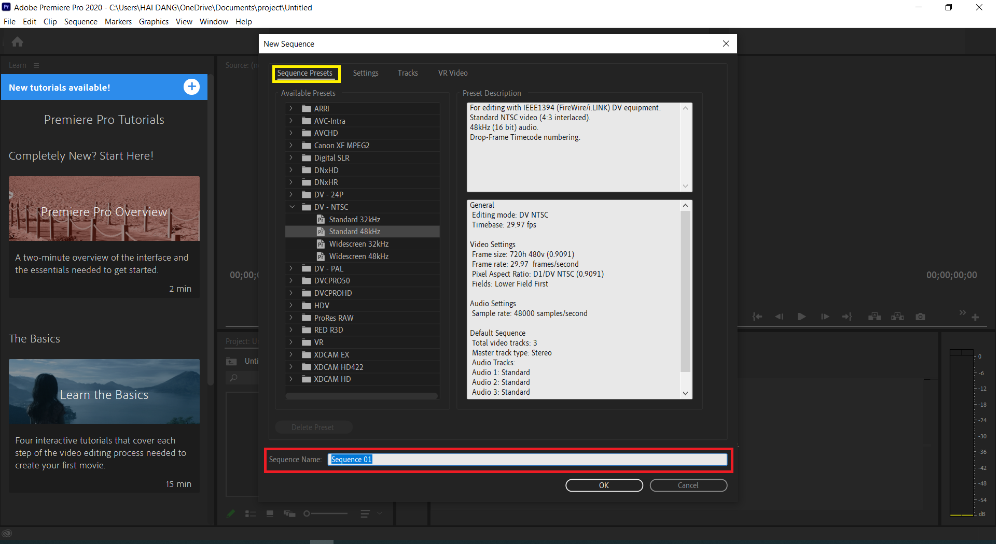 Pr Adobe Premiere Pro 2020 - C:\Users\HAI DANG\OneDrive\Documents\project\Untitled
File Edit Clip Sequence Markers Graphics View Window Help
Learn
New tutorials available!
Premiere Pro Tutorials
Completely New? Start Here!
Premiere Pro Overview
A two-minute overview of the interface and
the essentials needed to get started.
2 min
The Basics
Learn the Basics
Four interactive tutorials that cover each
step of the video editing process needed to
create your first movie.
15 min
Source: (n
00;00;
Project: U
Unti
New Sequence
Sequence Presets Settings Tracks VR Video
Available Presets
ARRI
AVC-Intra
AVCHD
Canon XF MPEG2
Digital SLR
DNxHD
DNxHR
DV - 24P
DV - NTSC
Pr Standard 32kHz
Pr Standard 48kHz
Pr Widescreen 32kHz
Pr Widescreen 48kHz
DV - PAL
DVCPRO50
DVCPROHD
HDV
ProRes RAW
RED R3D
VR
XDCAM EX
XDCAM HD422
XDCAM HD
Delete Preset
Preset Description
For editing with IEEE1394 (FireWire/i.LINK) DV equipment.
Standard NTSC video (4:3 interlaced).
48kHz (16 bit) audio.
Drop-Frame Timecode numbering.
General
Editing mode: DV NTSC
Timebase: 29.97 fps
Video Settings
Frame size: 720h 480v (0.9091)
Frame rate: 29.97 frames/second
Pixel Aspect Ratio: D1/DV NTSC (0.9091)
Fields: Lower Field First
Audio Settings
Sample rate: 48000 samples/second
Default Sequence
Total video tracks: 3
Master track type: Stereo
Audio Tracks:
Audio 1: Standard
Audio 2: Standard
Audio 3: Standard
Sequence Name: Sequence 01
OK Cancel
00;00;00;00
0
-6
-12
-18
-24
-30
-36
-42
-48
-54
dB